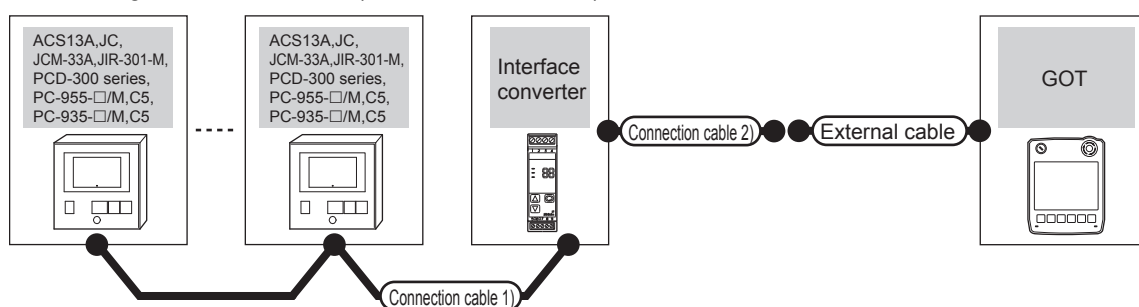 ACS13A,JC,
JCM-33A,JIR-301-M,
PCD-300 series,
PC-955-□/M,C5,
PC-935-□/M,C5
ACS13A,JC,
JCM-33A,JIR-301-M,
PCD-300 series,
PC-955-□/M,C5,
PC-935-□/M,C5
Interface
converter
88
GOT
Connection cable 2)
External cable
Connection cable 1)